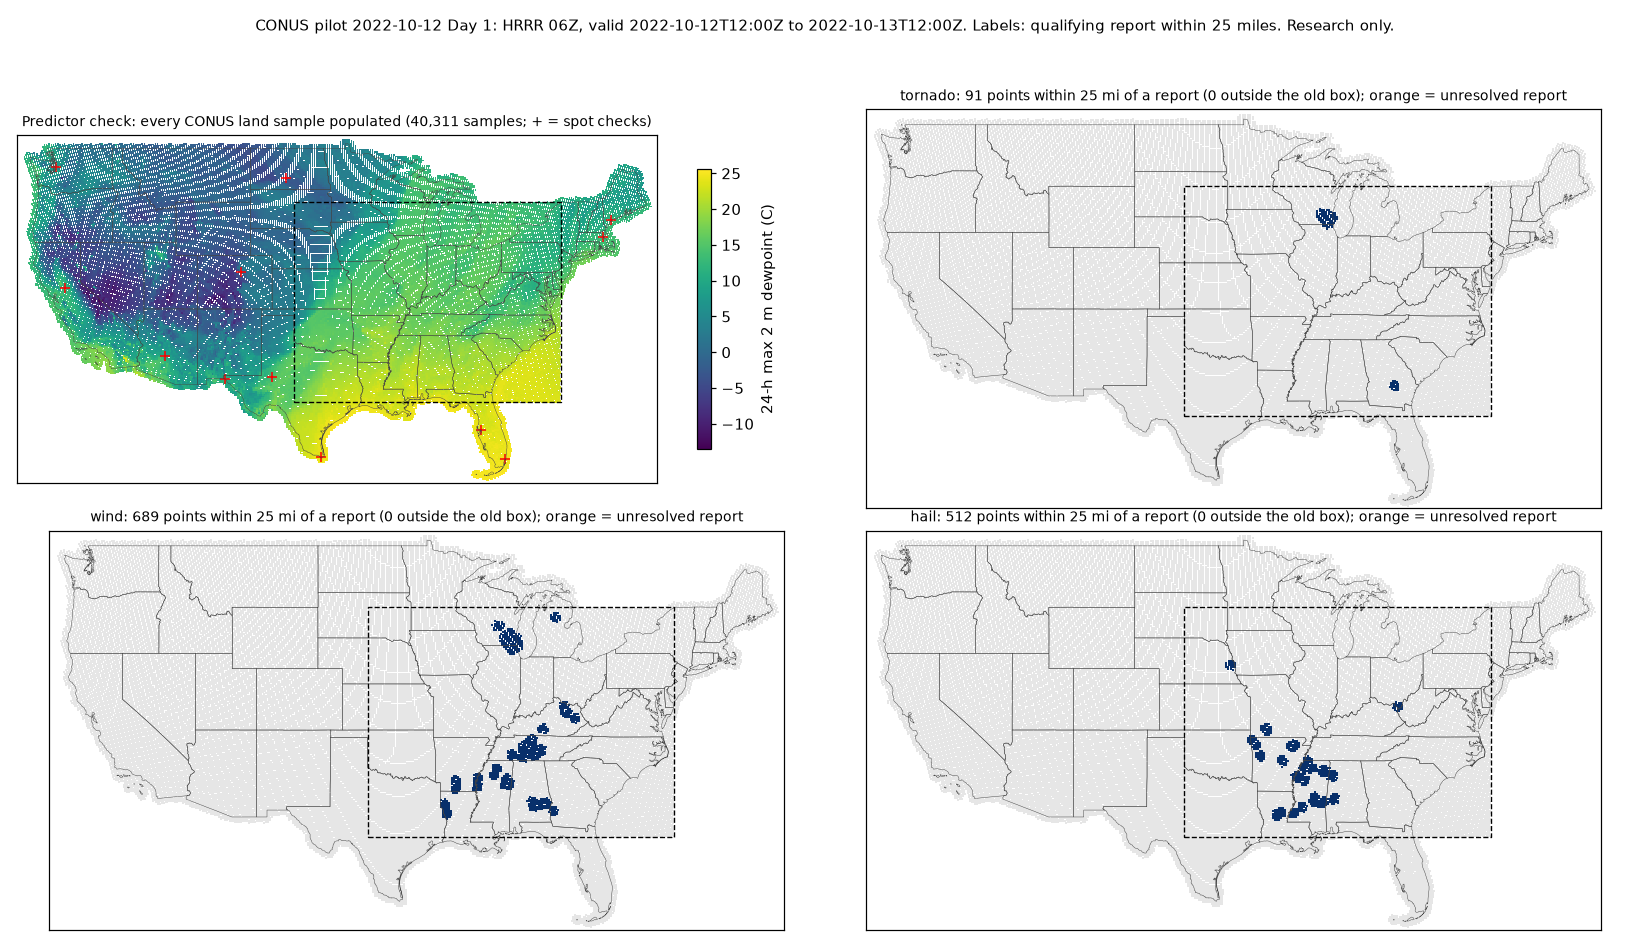 CONUS pilot 2022-10-12 Day 1: HRRR 06Z, valid 2022-10-12T12:00Z to 2022-10-13T12:00Z. Labels: qualifying report within 25 miles. Research only.
Predictor check: every CONUS land sample populated (40,311 samples; + = spot checks)
25
20
15
10
5
0
−5
−10
24-h max 2 m dewpoint (C)
tornado: 91 points within 25 mi of a report (0 outside the old box); orange = unresolved report
wind: 689 points within 25 mi of a report (0 outside the old box); orange = unresolved report
hail: 512 points within 25 mi of a report (0 outside the old box); orange = unresolved report